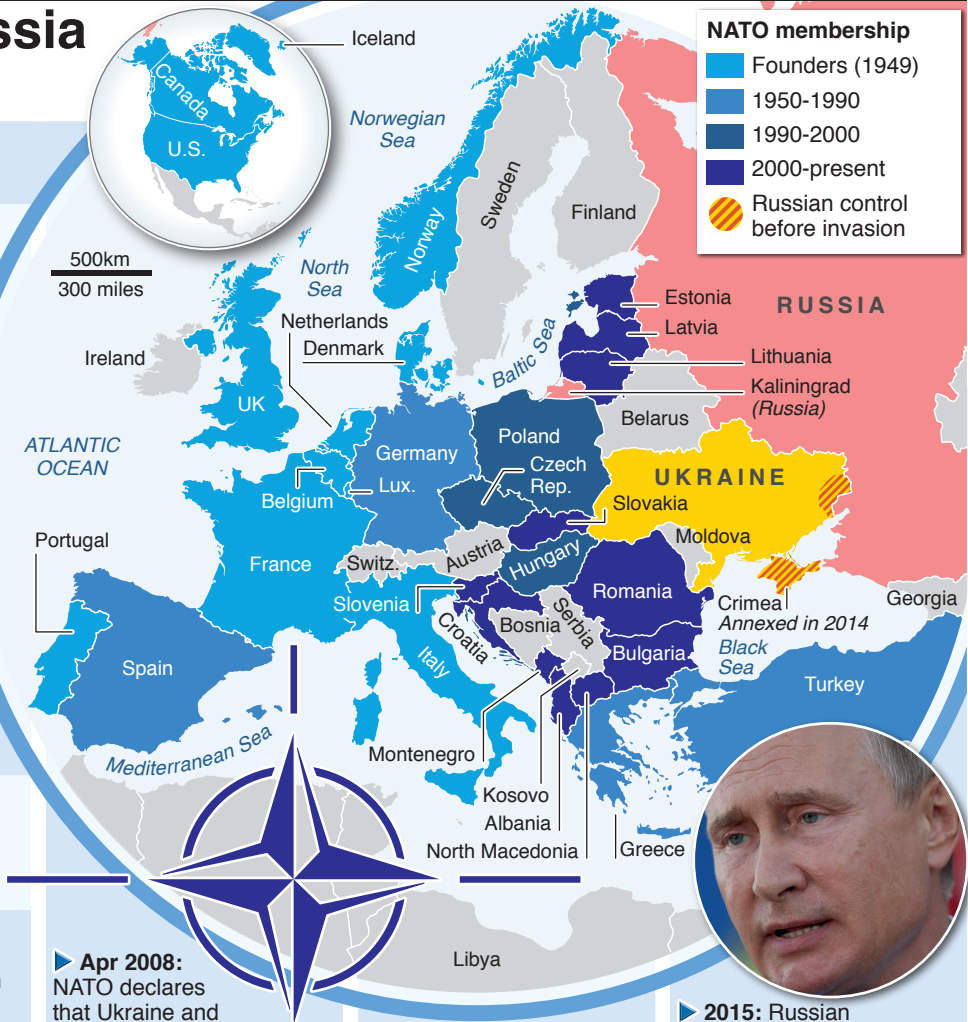 ssia
Iceland
Canada
U.S.
NATO membership
Founders (1949)
1950-1990
1990-2000
2000-present
Russian control
before invasion
Norwegian
Sea
Sweden
Finland
Norway
500km
300 miles
North
Sea
Netherlands
Denmark
Baltic Sea
Estonia
Latvia
RUSSIA
Lithuania
Kaliningrad
(Russia)
Ireland
UK
Belarus
ATLANTIC
OCEAN
Germany
Poland
Czech
Rep.
UKRAINE
Belgium
Lux.
Slovakia
Portugal
France
Switz.
Austria
Hungary
Moldova
Romania
Slovenia
Croatia
Bosnia
Serbia
Crimea
Annexed in 2014
Georgia
Spain
Italy
Bulgaria
Black
Sea
Turkey
Mediterranean Sea
Montenegro
Kosovo
Albania
North Macedonia
Greece
Libya
Apr 2008:
NATO declares
that Ukraine and
2015: Russian